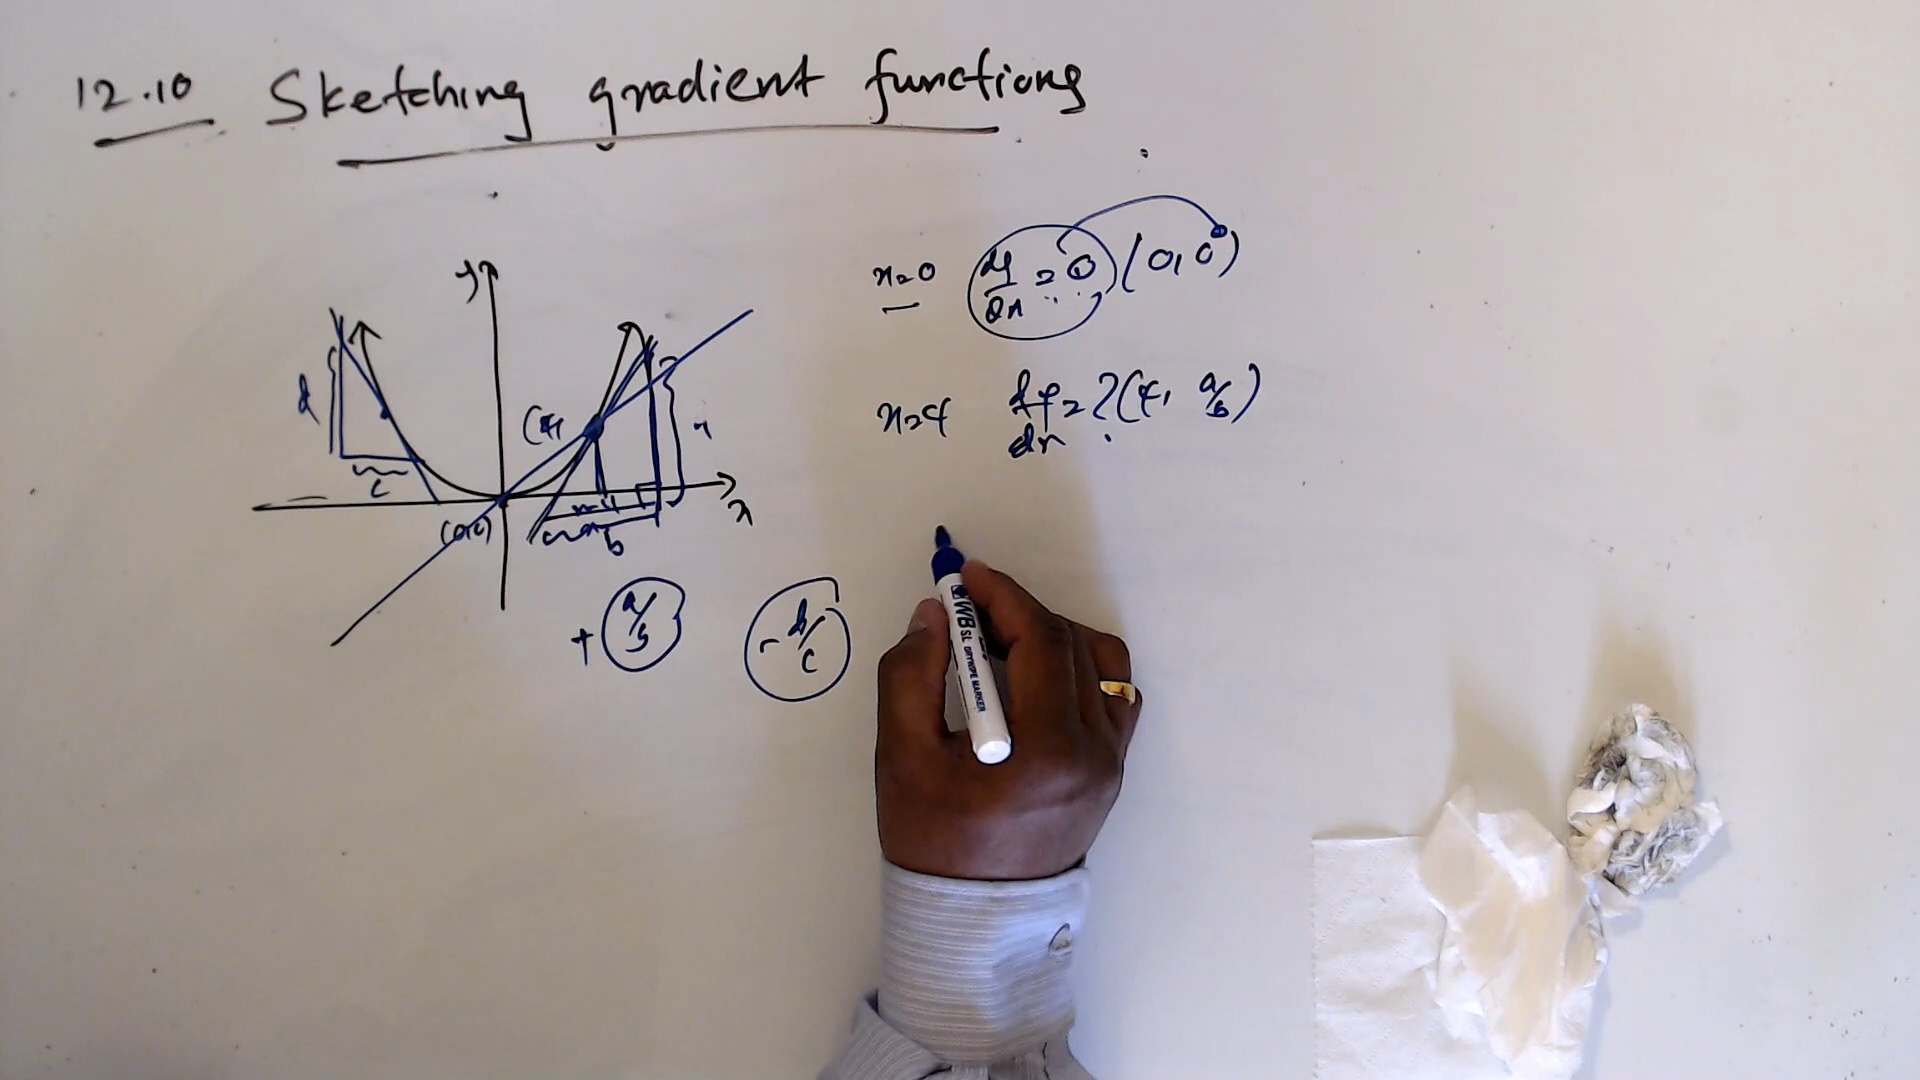 12.10 Sketching gradient functions
y
x=0 dy/dx = 0 (0, 0)
d
(4,
x=4 dy/dx = ? (4, a/b)
c
x
(0,0)
b
+ a/b
- d/c
WB SL DRYWIPE MARKER